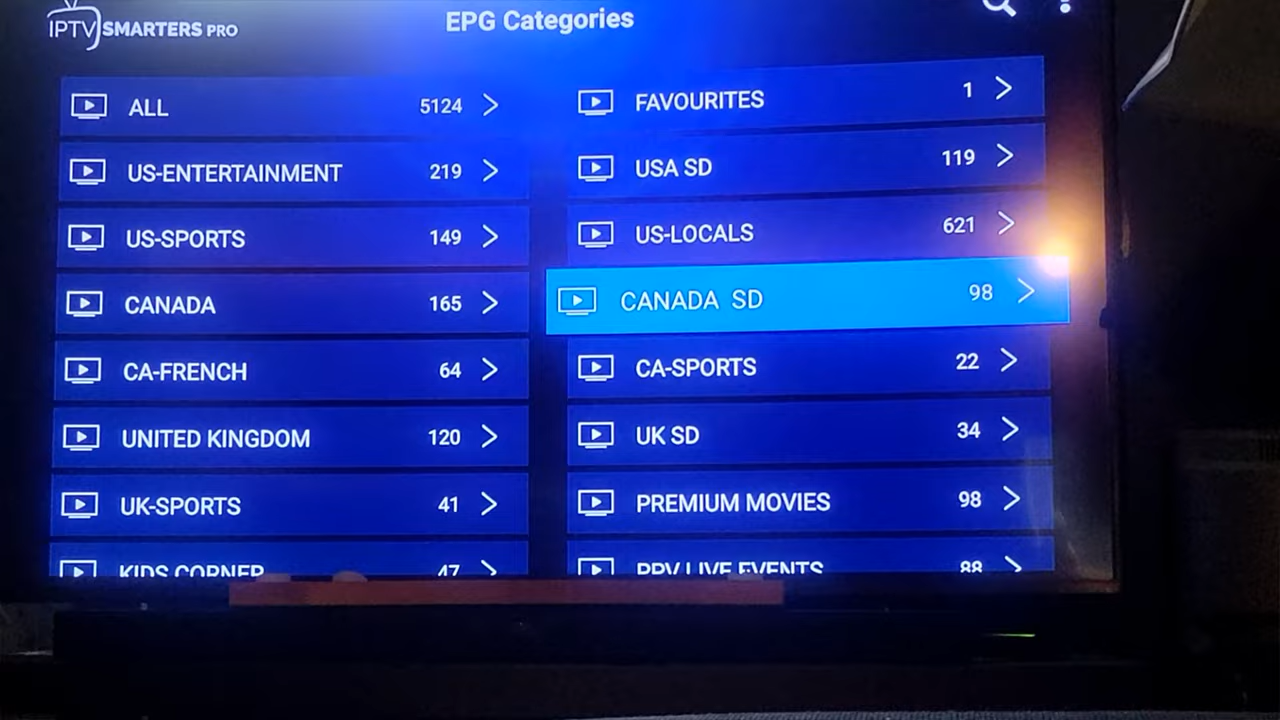 IPTV SMARTERS PRO
EPG Categories
ALL 5124
FAVOURITES 1
US-ENTERTAINMENT 219
USA SD 119
US-SPORTS 149
US-LOCALS 621
CANADA 165
CANADA SD 98
CA-FRENCH 64
CA-SPORTS 22
UNITED KINGDOM 120
UK SD 34
UK-SPORTS 41
PREMIUM MOVIES 98
KIDS CORNER 47
PPV LIVE EVENTS 88